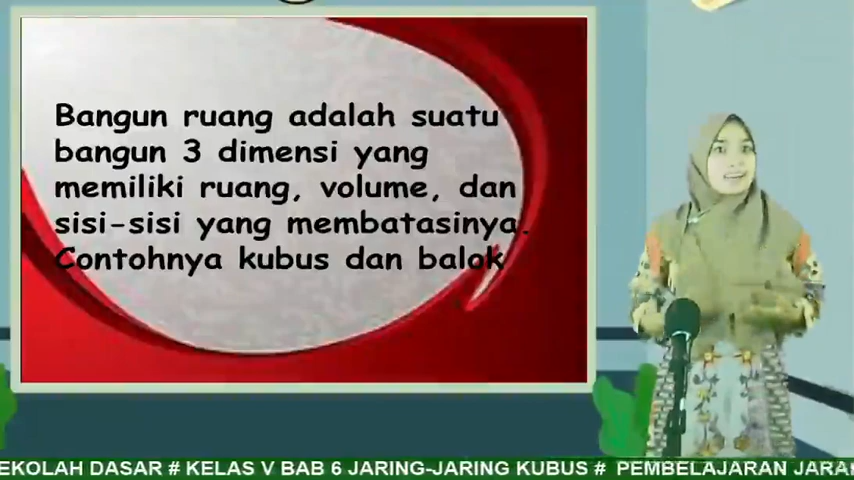 Bangun ruang adalah suatu
bangun 3 dimensi yang
memiliki ruang, volume, dan
sisi-sisi yang membatasinya.
Contohnya kubus dan balok
EKOLAH DASAR # KELAS V BAB 6 JARING-JARING KUBUS # PEMBELAJARAN JARA